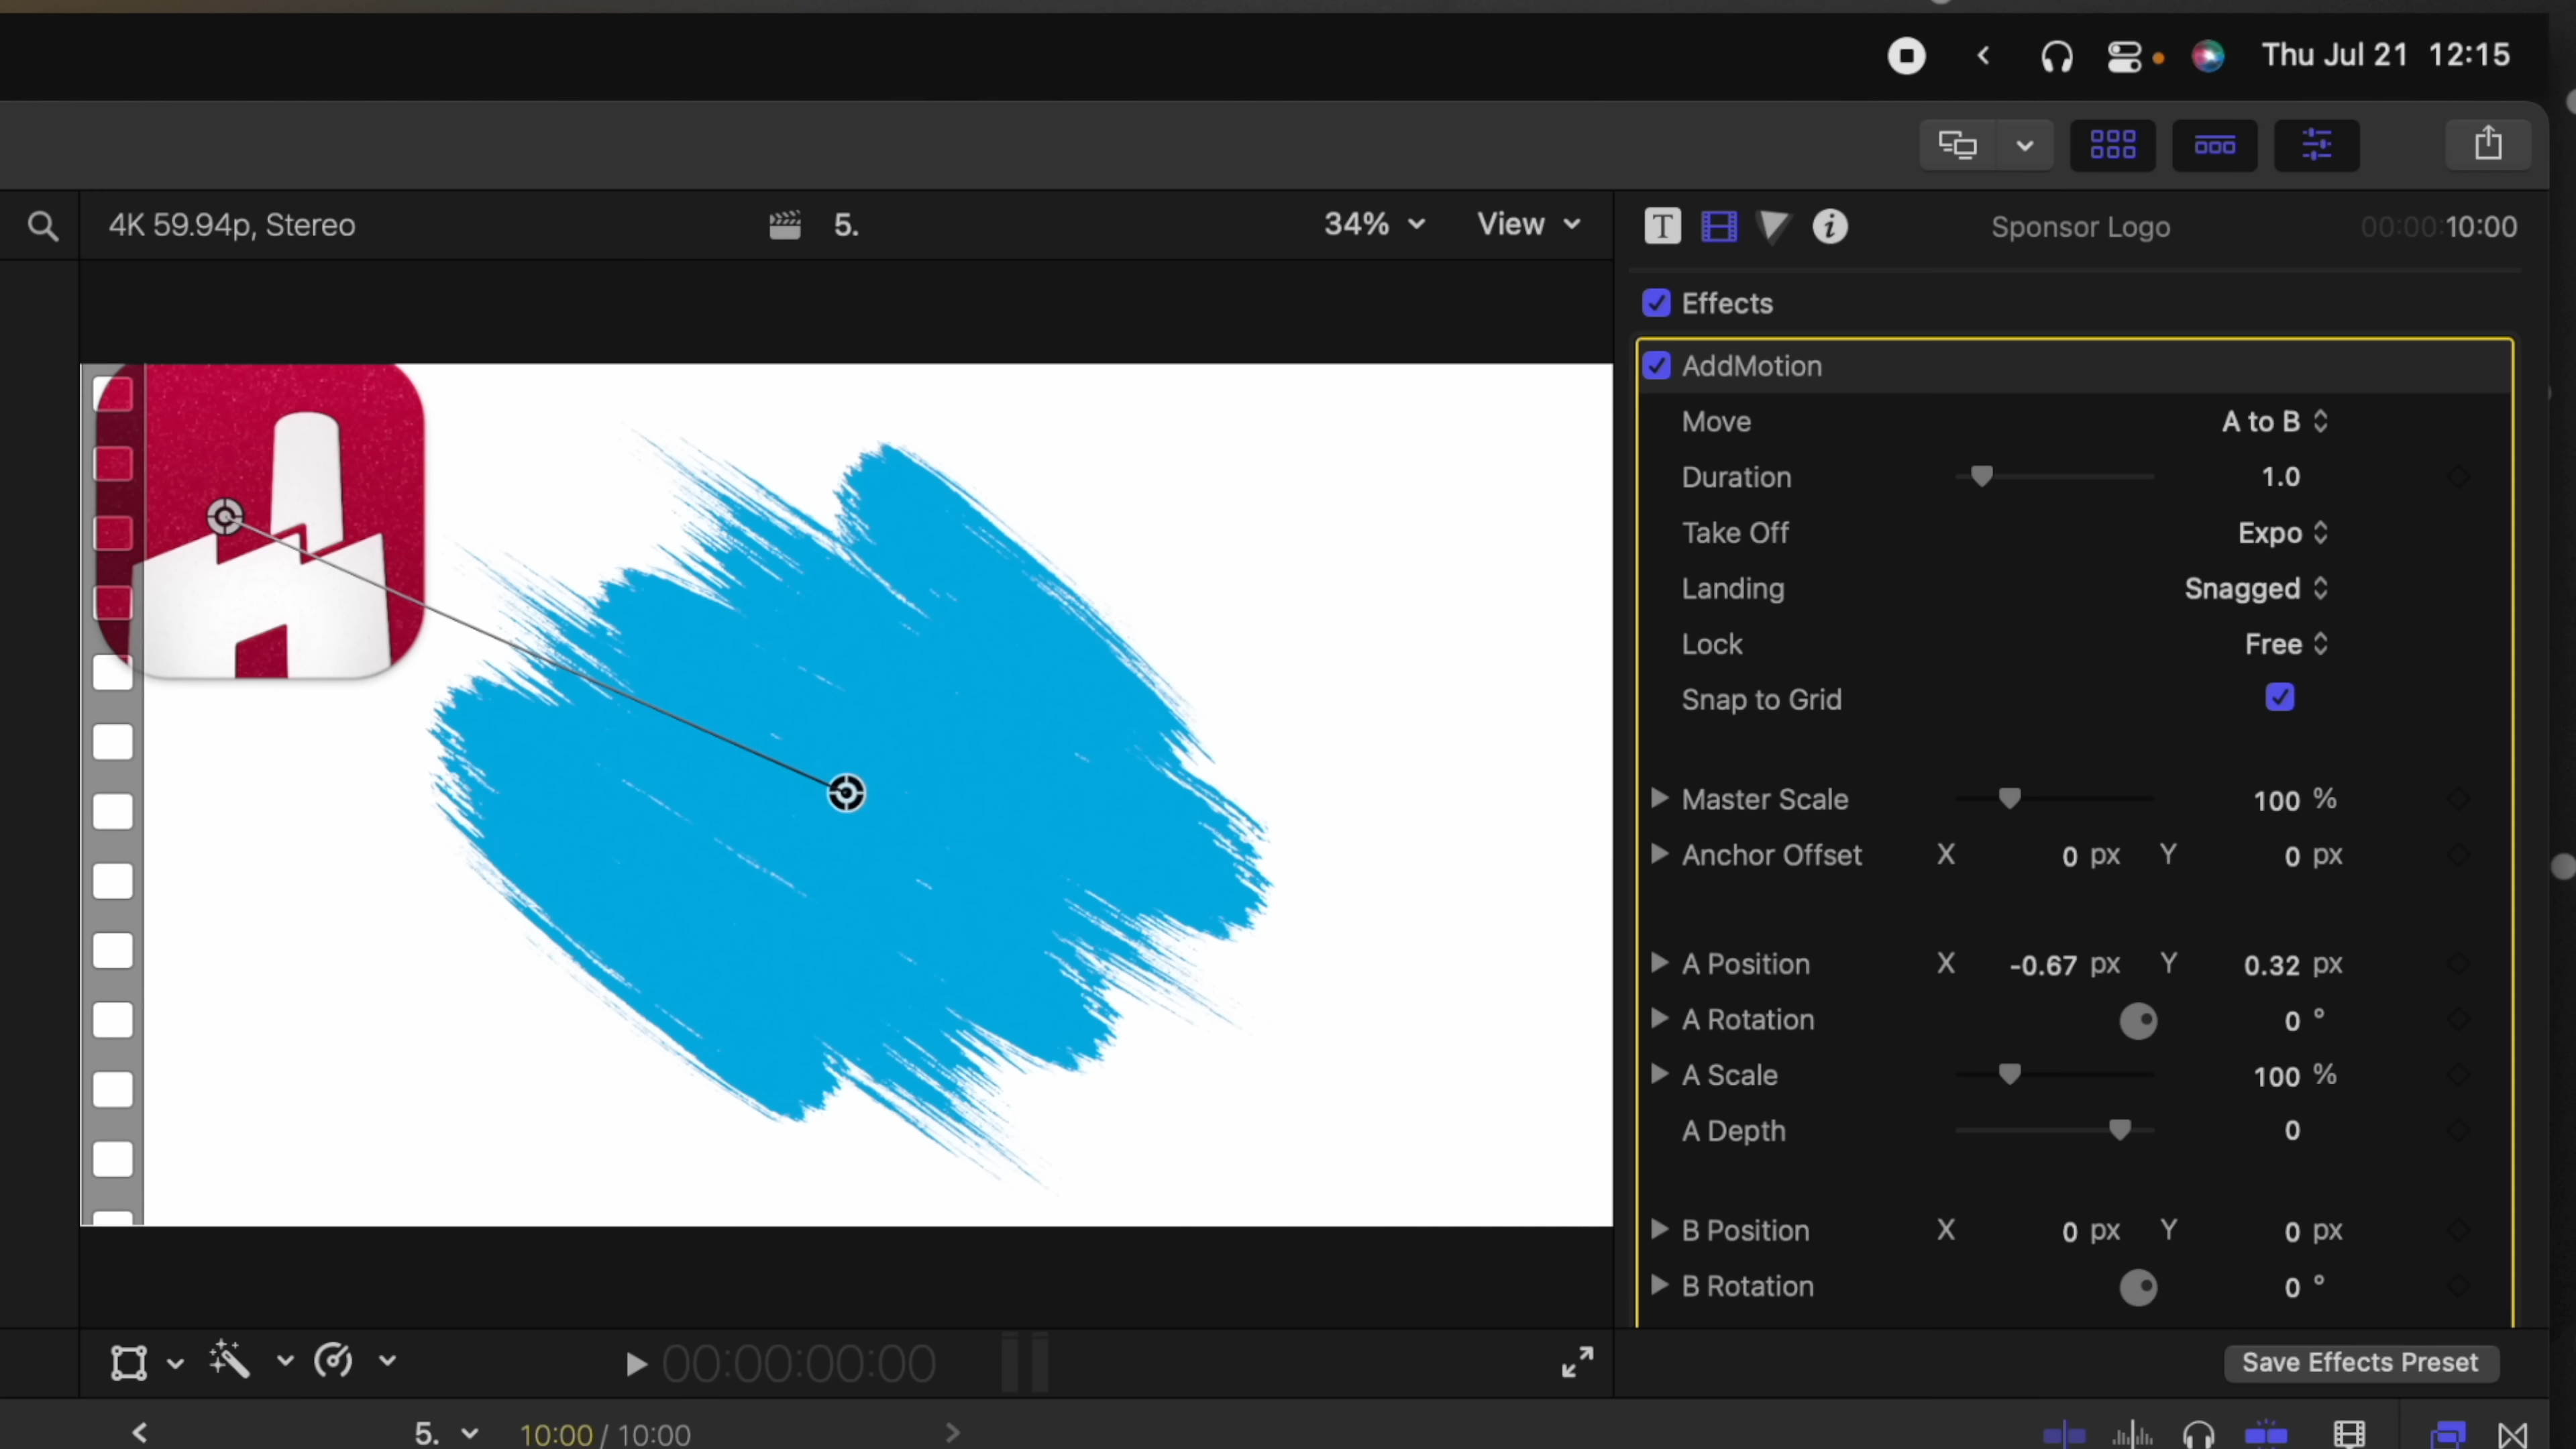 Thu Jul 21 12:15
4K 59.94p, Stereo
5.
34%
View
T
i
Sponsor Logo
00:00:10:00
Effects
AddMotion
Move A to B
Duration 1.0
Take Off Expo
Landing Snagged
Lock Free
Snap to Grid
Master Scale 100 %
Anchor Offset X 0 px Y 0 px
A Position X -0.67 px Y 0.32 px
A Rotation 0 °
A Scale 100 %
A Depth 0
B Position X 0 px Y 0 px
B Rotation 0 °
00:00:00:00
Save Effects Preset
5.
10:00 / 10:00